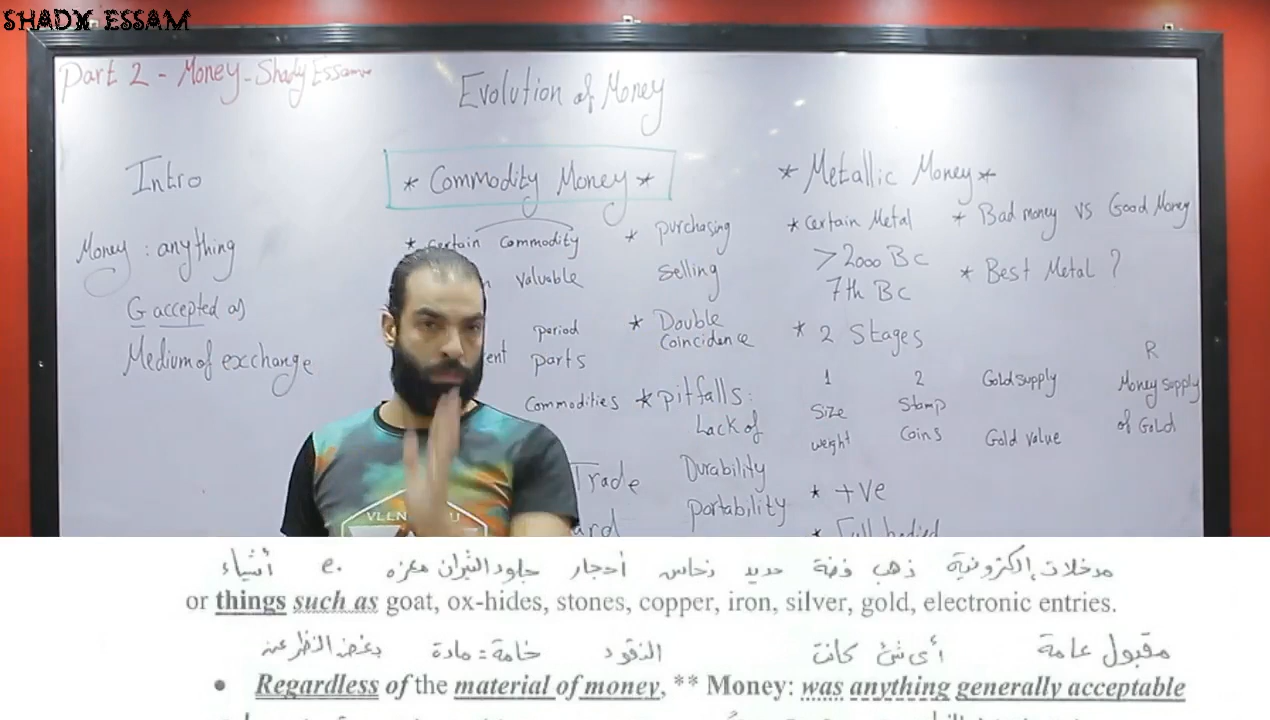 SHADY ESSAM
Part 2 - Money - Shady Essam
Evolution of Money
Intro
Money : anything
G accepted as
Medium of exchange
* Commodity Money *
* Certain Commodity
valuable
period
parts
Commodities
Trade
* purchasing
selling
* Double
Coincidence
* pitfalls:
Lack of
Durability
portability
* Metallic Money *
* Certain Metal
> 2000 BC
7th BC
* 2 Stages
1 2
Size Stamp
weight Coins
* +ve
* Full bodied
* Bad money vs Good Money
* Best Metal ?
R
Gold supply Money supply
Gold value of Gold
VLLN
أشياء e. معزه جلود الثيران أحجار نحاس حديد فضة ذهب مدخلات إلكترونية
or things such as goat, ox-hides, stones, copper, iron, silver, gold, electronic entries.
بغض النظر عن خامة = مادة النقود أى شئ كانت مقبول عامة
• Regardless of the material of money, ** Money: was anything generally acceptable